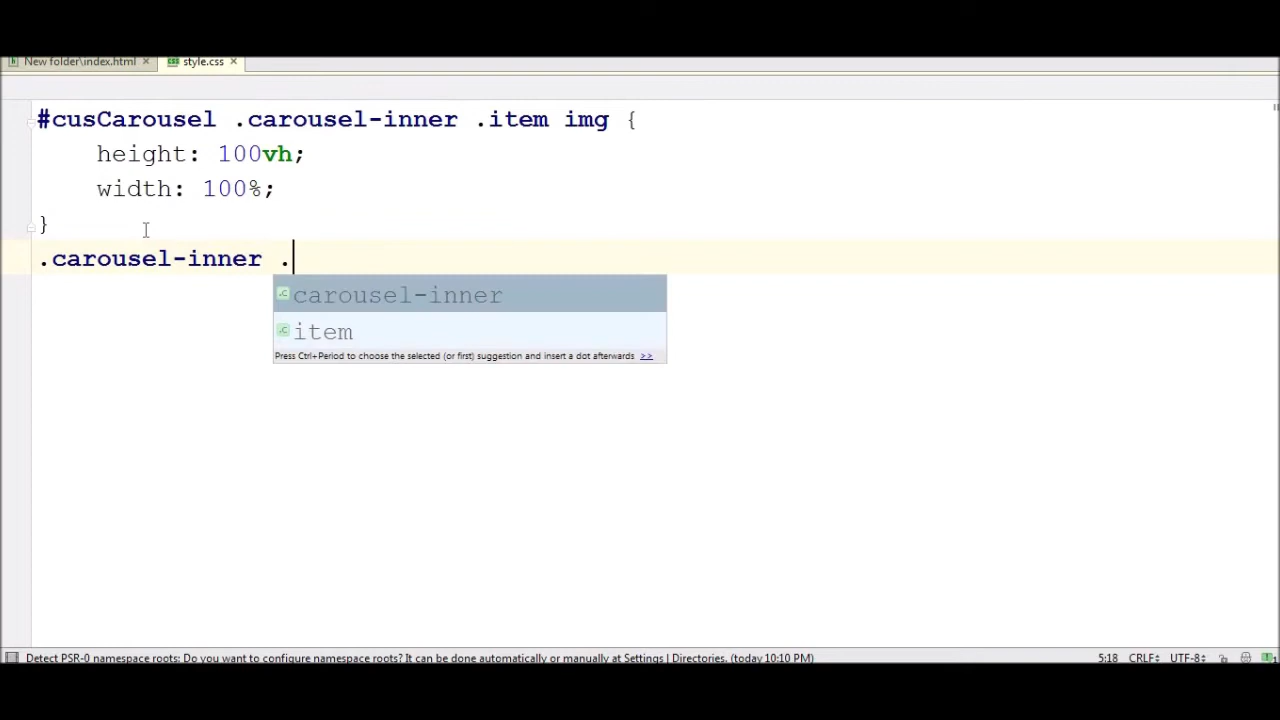 New folder\index.html × style.css ×
#cusCarousel .carousel-inner .item img {
height: 100vh;
width: 100%;
}
.carousel-inner .
carousel-inner
item
Press Ctrl+Period to choose the selected (or first) suggestion and insert a dot afterwards >>
Detect PSR-0 namespace roots: Do you want to configure namespace roots? It can be done automatically or manually at Settings | Directories. (today 10:10 PM) 5:18 CRLF UTF-8